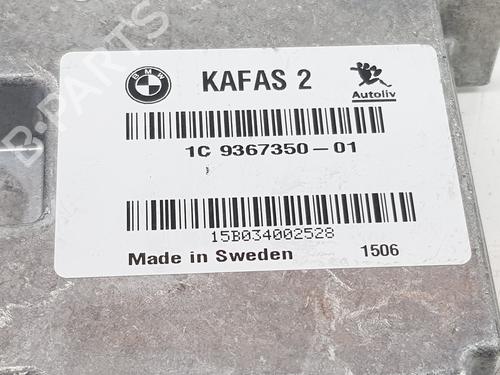 BMW KAFAS 2 Autoliv
1C 9367350-01
15B034002528
Made in Sweden 1506
B-PARTS